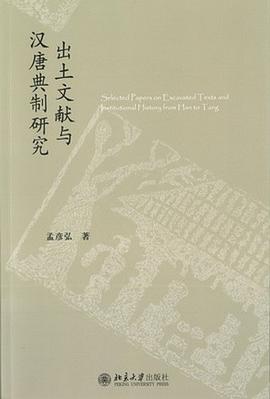 出土文献与
汉唐典制研究
Selected Papers on Excavated Texts and
Institutional History from Han to Tang
孟彦弘 著
北京大学出版社
PEKING UNIVERSITY PRESS